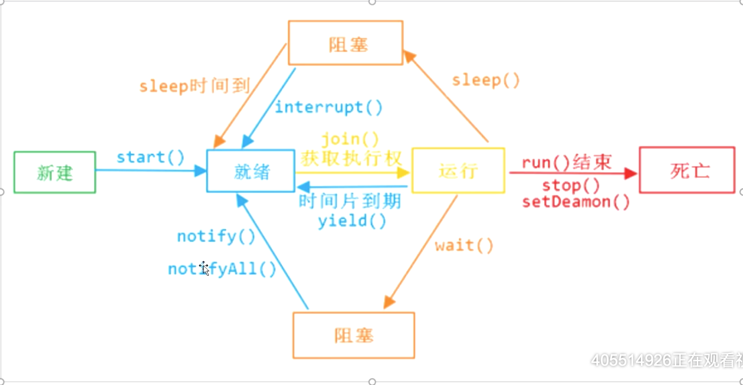 阻塞
sleep时间到
sleep()
interrupt()
join()
新建
start()
就绪
获取执行权
运行
run()结束
死亡
时间片到期
stop()
yield()
setDeamon()
notify()
wait()
notifyAll()
阻塞
405514926正在观看视